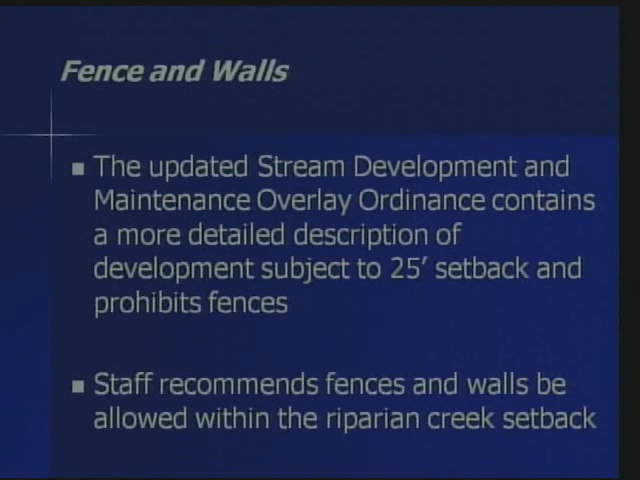 Fence and Walls
The updated Stream Development and
Maintenance Overlay Ordinance contains
a more detailed description of
development subject to 25' setback and
prohibits fences
Staff recommends fences and walls be
allowed within the riparian creek setback